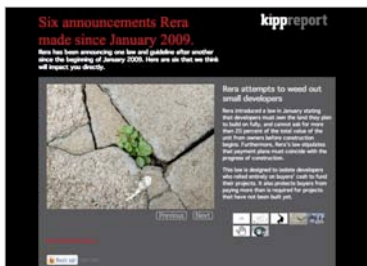 Six announcements Rera
made since January 2009.
kippreport
Rera has been announcing one law and guideline after another
since the beginning of January 2009. Here are six that we think
will impact you directly.
Rera attempts to weed out
small developers
Rera introduced a law in January stating
that developers must own the land they plan
to build on fully, and cannot ask for more
than 20 percent of the total value of the
unit from owners before construction
begins. Furthermore, Rera's law stipulates
that payment plans must coincide with the
progress of construction.
This law is designed to isolate developers
who relied entirely on buyers' cash to fund
their projects. It also protects buyers from
paying more than is required for projects
that have not been built yet.
Previous
Next